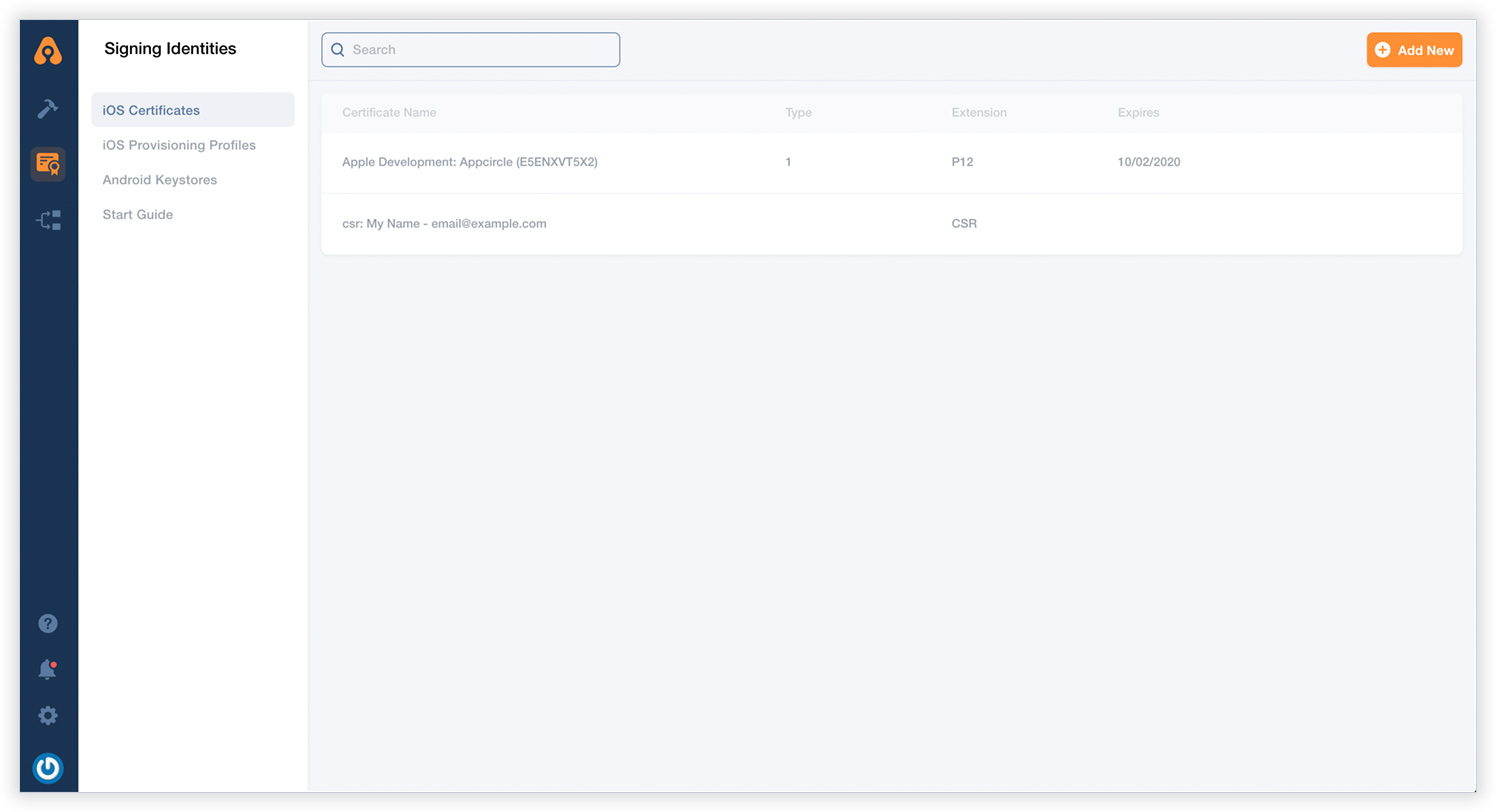 Signing Identities
iOS Certificates
iOS Provisioning Profiles
Android Keystores
Start Guide
Search
Add New
Certificate Name Type Extension Expires
Apple Development: Appcircle (E5ENXVT5X2) 1 P12 10/02/2020
csr: My Name - email@example.com CSR